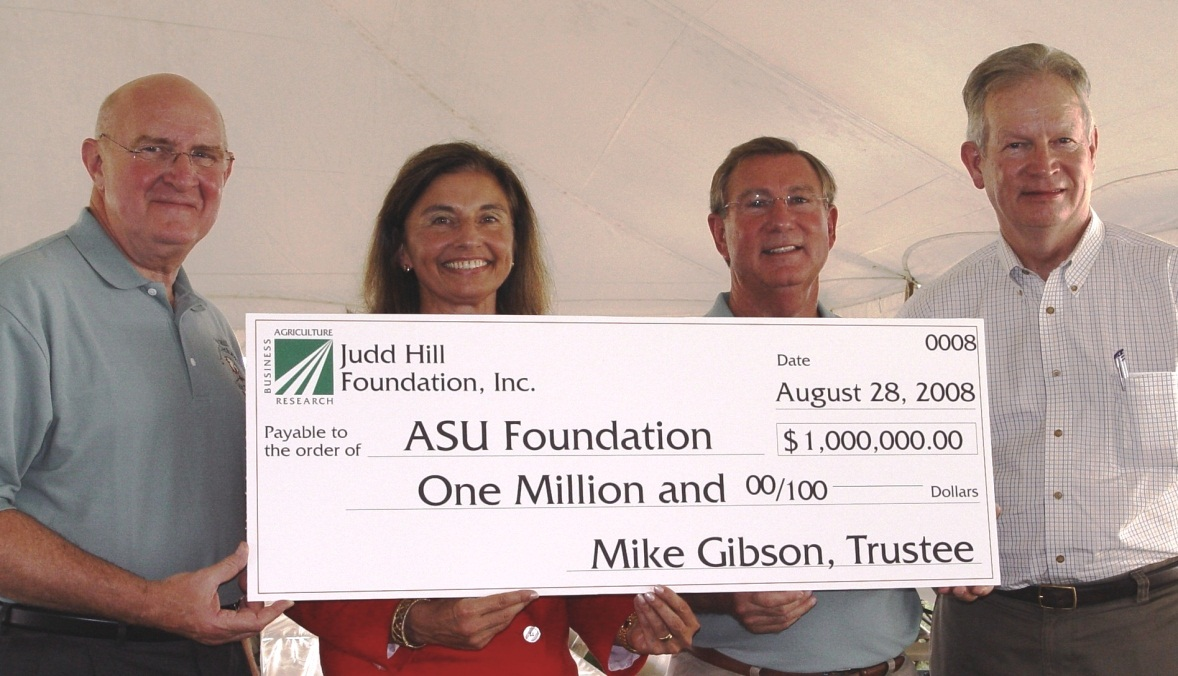 AGRICULTURE
BUSINESS
RESEARCH
Judd Hill
Foundation, Inc.
0008
Date
August 28, 2008
Payable to
the order of
ASU Foundation
$1,000,000.00
One Million and 00/100
Dollars
Mike Gibson, Trustee